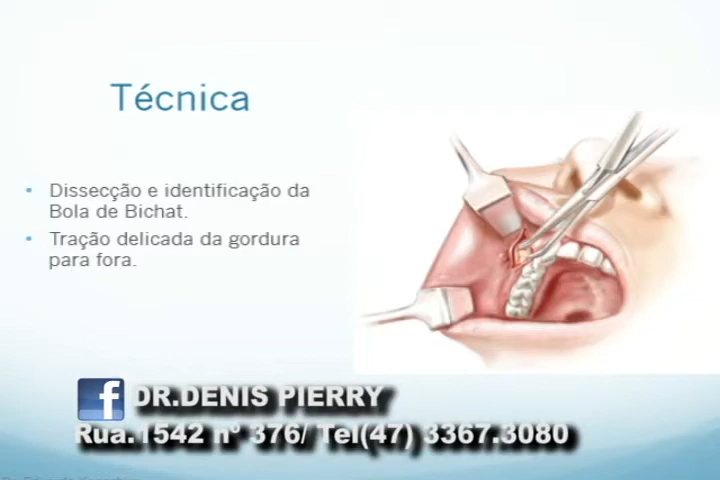 Técnica
• Dissecção e identificação da
Bola de Bichat.
• Tração delicada da gordura
para fora.
f DR.DENIS PIERRY
Rua.1542 nº 376/ Tel(47) 3367.3080